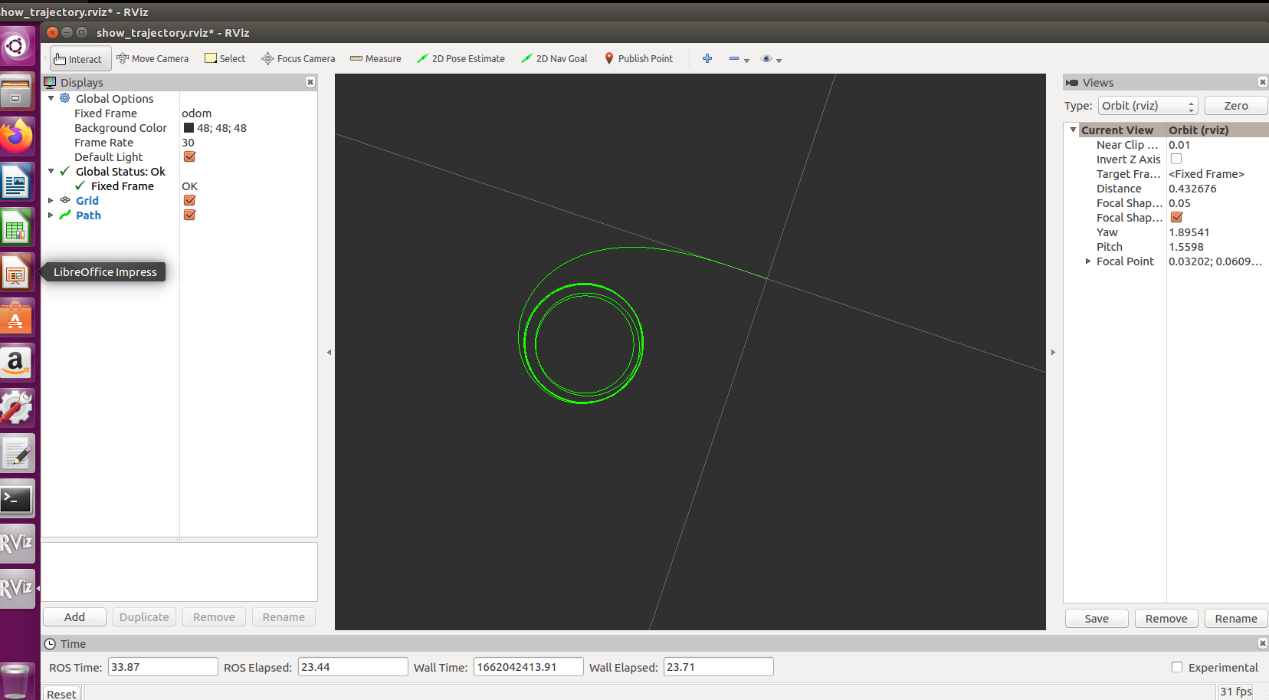 how_trajectory.rviz* - RViz
show_trajectory.rviz* - RViz
Interact Move Camera Select Focus Camera Measure 2D Pose Estimate 2D Nav Goal Publish Point
Displays
Global Options
Fixed Frame odom
Background Color 48; 48; 48
Frame Rate 30
Default Light
Global Status: Ok
Fixed Frame OK
Grid
Path
LibreOffice Impress
a
>_
RViz
RViz
Add Duplicate Remove Rename
Views
Type: Orbit (rviz) Zero
Current View Orbit (rviz)
Near Clip ... 0.01
Invert Z Axis
Target Fra... <Fixed Frame>
Distance 0.432676
Focal Shap... 0.05
Focal Shap...
Yaw 1.89541
Pitch 1.5598
Focal Point 0.03202; 0.0609...
Save Remove Rename
Time
ROS Time: 33.87 ROS Elapsed: 23.44 Wall Time: 1662042413.91 Wall Elapsed: 23.71 Experimental
Reset 31 fps